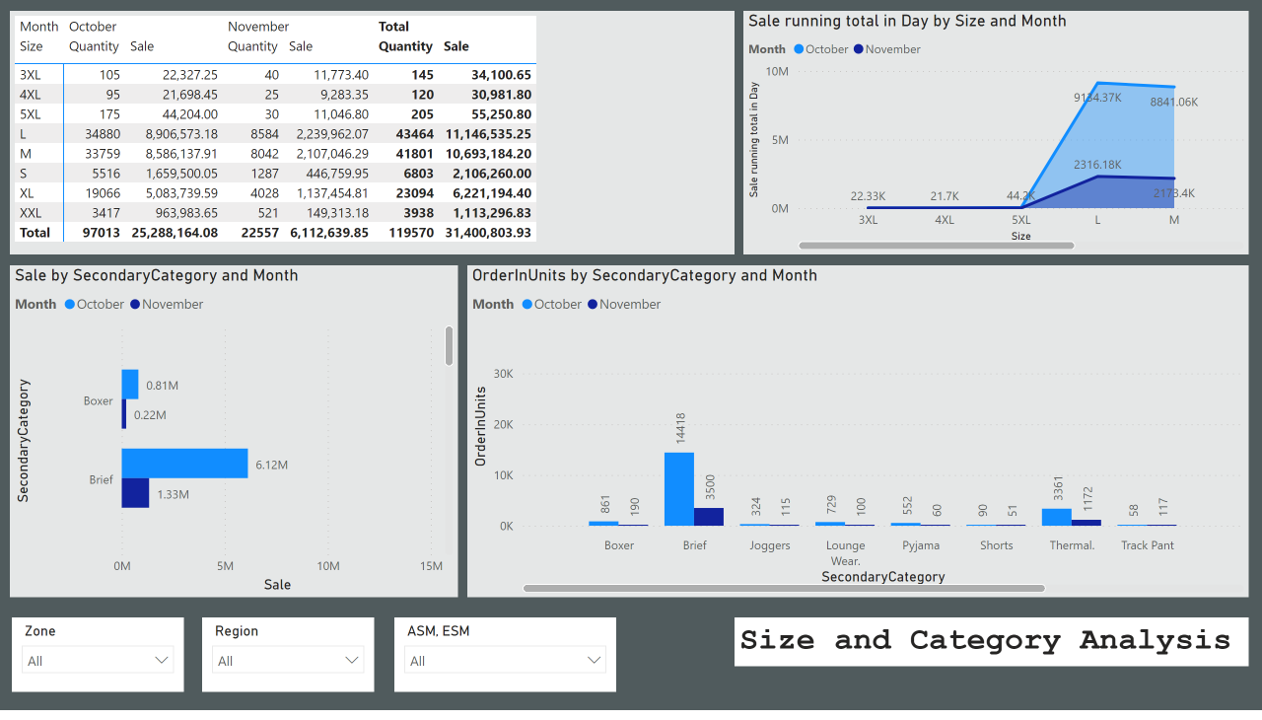 Month October November Total
Size Quantity Sale Quantity Sale Quantity Sale
3XL 105 22,327.25 40 11,773.40 145 34,100.65
4XL 95 21,698.45 25 9,283.35 120 30,981.80
5XL 175 44,204.00 30 11,046.80 205 55,250.80
L 34880 8,906,573.18 8584 2,239,962.07 43464 11,146,535.25
M 33759 8,586,137.91 8042 2,107,046.29 41801 10,693,184.20
S 5516 1,659,500.05 1287 446,759.95 6803 2,106,260.00
XL 19066 5,083,739.59 4028 1,137,454.81 23094 6,221,194.40
XXL 3417 963,983.65 521 149,313.18 3938 1,113,296.83
Total 97013 25,288,164.08 22557 6,112,639.85 119570 31,400,803.93
Sale running total in Day by Size and Month
Month October November
Sale running total in Day
10M
5M
0M
22.33K 21.7K 44.2K 9134.37K 8841.06K
2316.18K 2173.4K
3XL 4XL 5XL L M
Size
Sale by SecondaryCategory and Month
Month October November
SecondaryCategory
Boxer
0.81M
0.22M
Brief
6.12M
1.33M
0M 5M 10M 15M
Sale
OrderInUnits by SecondaryCategory and Month
Month October November
OrderInUnits
30K
20K
10K
0K
861 190 14418 3500 324 115 729 100 552 60 90 51 3361 1172 58 117
Boxer Brief Joggers Lounge Pyjama Shorts Thermal. Track Pant
Wear.
SecondaryCategory
Zone
All
Region
All
ASM, ESM
All
Size and Category Analysis